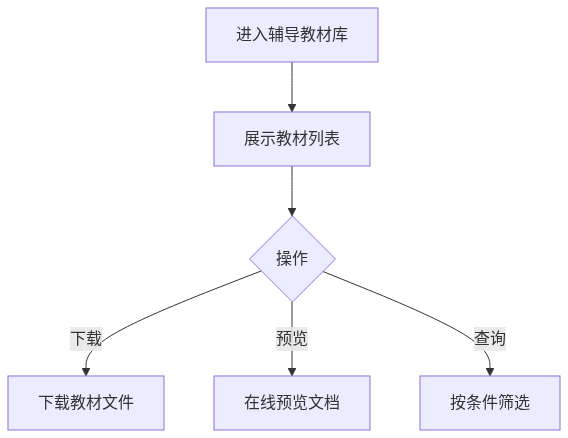 进入辅导教材库
展示教材列表
操作
下载
预览
查询
下载教材文件
在线预览文档
按条件筛选